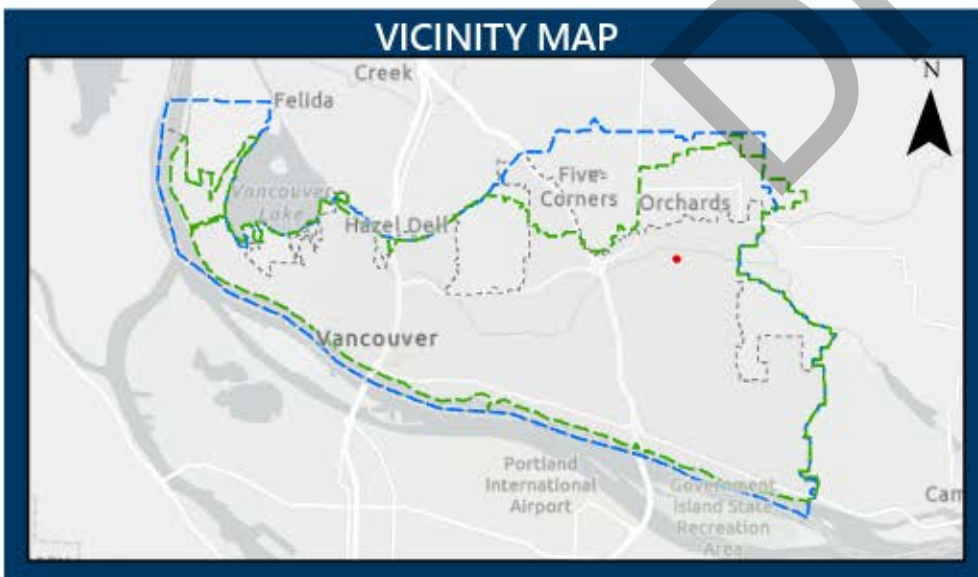 VICINITY MAP
Creek
N
Felida
Vancouver
Lake
Five
Corners
Orchards
Hazel Dell
Vancouver
Portland
International
Airport
Government
Island State
Recreation
Area
Cam